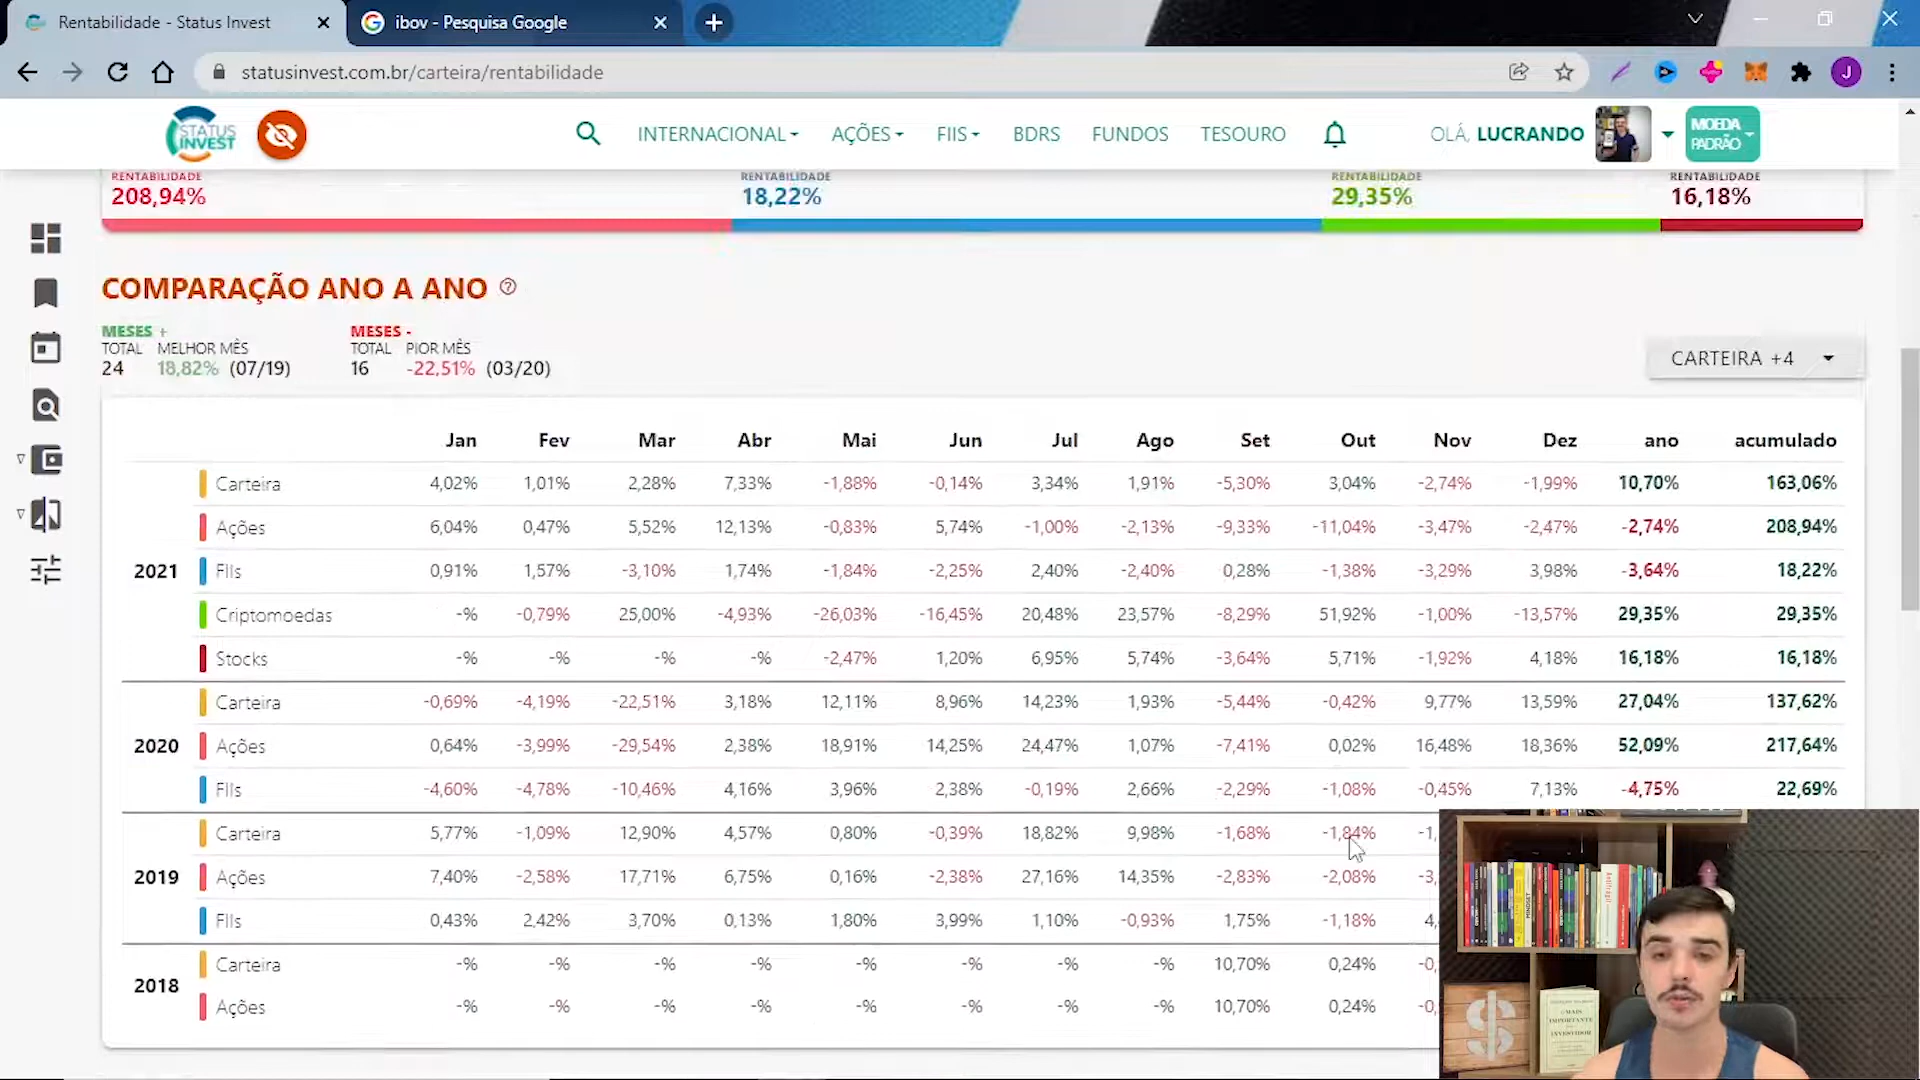 Rentabilidade - Status Invest
ibov - Pesquisa Google
statusinvest.com.br/carteira/rentabilidade
J
STATUS INVEST
INTERNACIONAL
AÇÕES
FIIS
BDRS
FUNDOS
TESOURO
OLÁ, LUCRANDO
MOEDA PADRÃO
RENTABILIDADE RENTABILIDADE RENTABILIDADE RENTABILIDADE
208,94% 18,22% 29,35% 16,18%
COMPARAÇÃO ANO A ANO ?
MESES + MESES -
TOTAL MELHOR MÊS TOTAL PIOR MÊS
24 18,82% (07/19) 16 -22,51% (03/20)
CARTEIRA +4
Jan Fev Mar Abr Mai Jun Jul Ago Set Out Nov Dez ano acumulado
Carteira 4,02% 1,01% 2,28% 7,33% -1,88% -0,14% 3,34% 1,91% -5,30% 3,04% -2,74% -1,99% 10,70% 163,06%
Ações 6,04% 0,47% 5,52% 12,13% -0,83% 5,74% -1,00% -2,13% -9,33% -11,04% -3,47% -2,47% -2,74% 208,94%
2021 FIIs 0,91% 1,57% -3,10% 1,74% -1,84% -2,25% 2,40% -2,40% 0,28% -1,38% -3,29% 3,98% -3,64% 18,22%
Criptomoedas -% -0,79% 25,00% -4,93% -26,03% -16,45% 20,48% 23,57% -8,29% 51,92% -1,00% -13,57% 29,35% 29,35%
Stocks -% -% -% -% -2,47% 1,20% 6,95% 5,74% -3,64% 5,71% -1,92% 4,18% 16,18% 16,18%
Carteira -0,69% -4,19% -22,51% 3,18% 12,11% 8,96% 14,23% 1,93% -5,44% -0,42% 9,77% 13,59% 27,04% 137,62%
2020 Ações 0,64% -3,99% -29,54% 2,38% 18,91% 14,25% 24,47% 1,07% -7,41% 0,02% 16,48% 18,36% 52,09% 217,64%
FIIs -4,60% -4,78% -10,46% 4,16% 3,96% 2,38% -0,19% 2,66% -2,29% -1,08% -0,45% 7,13% -4,75% 22,69%
Carteira 5,77% -1,09% 12,90% 4,57% 0,80% -0,39% 18,82% 9,98% -1,68% -1,84% -1,
2019 Ações 7,40% -2,58% 17,71% 6,75% 0,16% -2,38% 27,16% 14,35% -2,83% -2,08% -3,
FIIs 0,43% 2,42% 3,70% 0,13% 1,80% 3,99% 1,10% -0,93% 1,75% -1,18% 4,
Carteira -% -% -% -% -% -% -% -% 10,70% 0,24% -0,
2018
Ações -% -% -% -% -% -% -% -% 10,70% 0,24% -0,
$
O MAIS
IMPORTANTE
INVESTIDOR